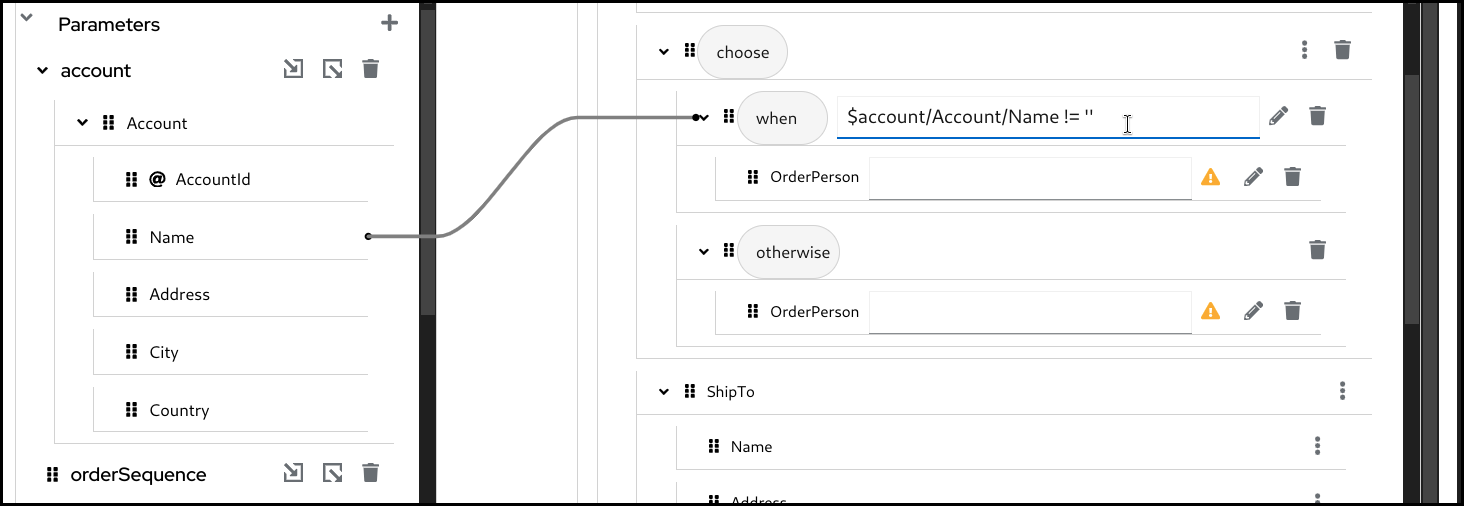 Parameters
account
Account
@ AccountId
Name
Address
City
Country
orderSequence
choose
when $account/Account/Name != ''
OrderPerson
otherwise
OrderPerson
ShipTo
Name
Address